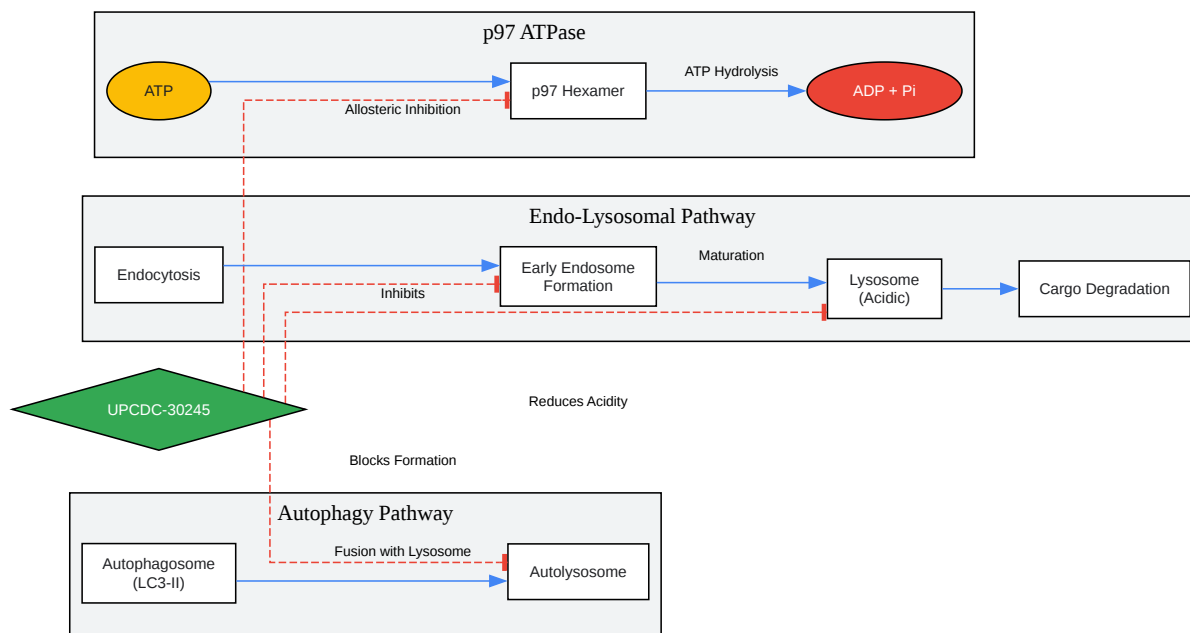 p97 ATPase
ATP
Allosteric Inhibition
p97 Hexamer
ATP Hydrolysis
ADP + Pi
Endo-Lysosomal Pathway
Endocytosis
Inhibits
Early Endosome
Formation
Maturation
Lysosome
(Acidic)
Cargo Degradation
UPCDC-30245
Reduces Acidity
Blocks Formation
Autophagy Pathway
Autophagosome
(LC3-II)
Fusion with Lysosome
Autolysosome